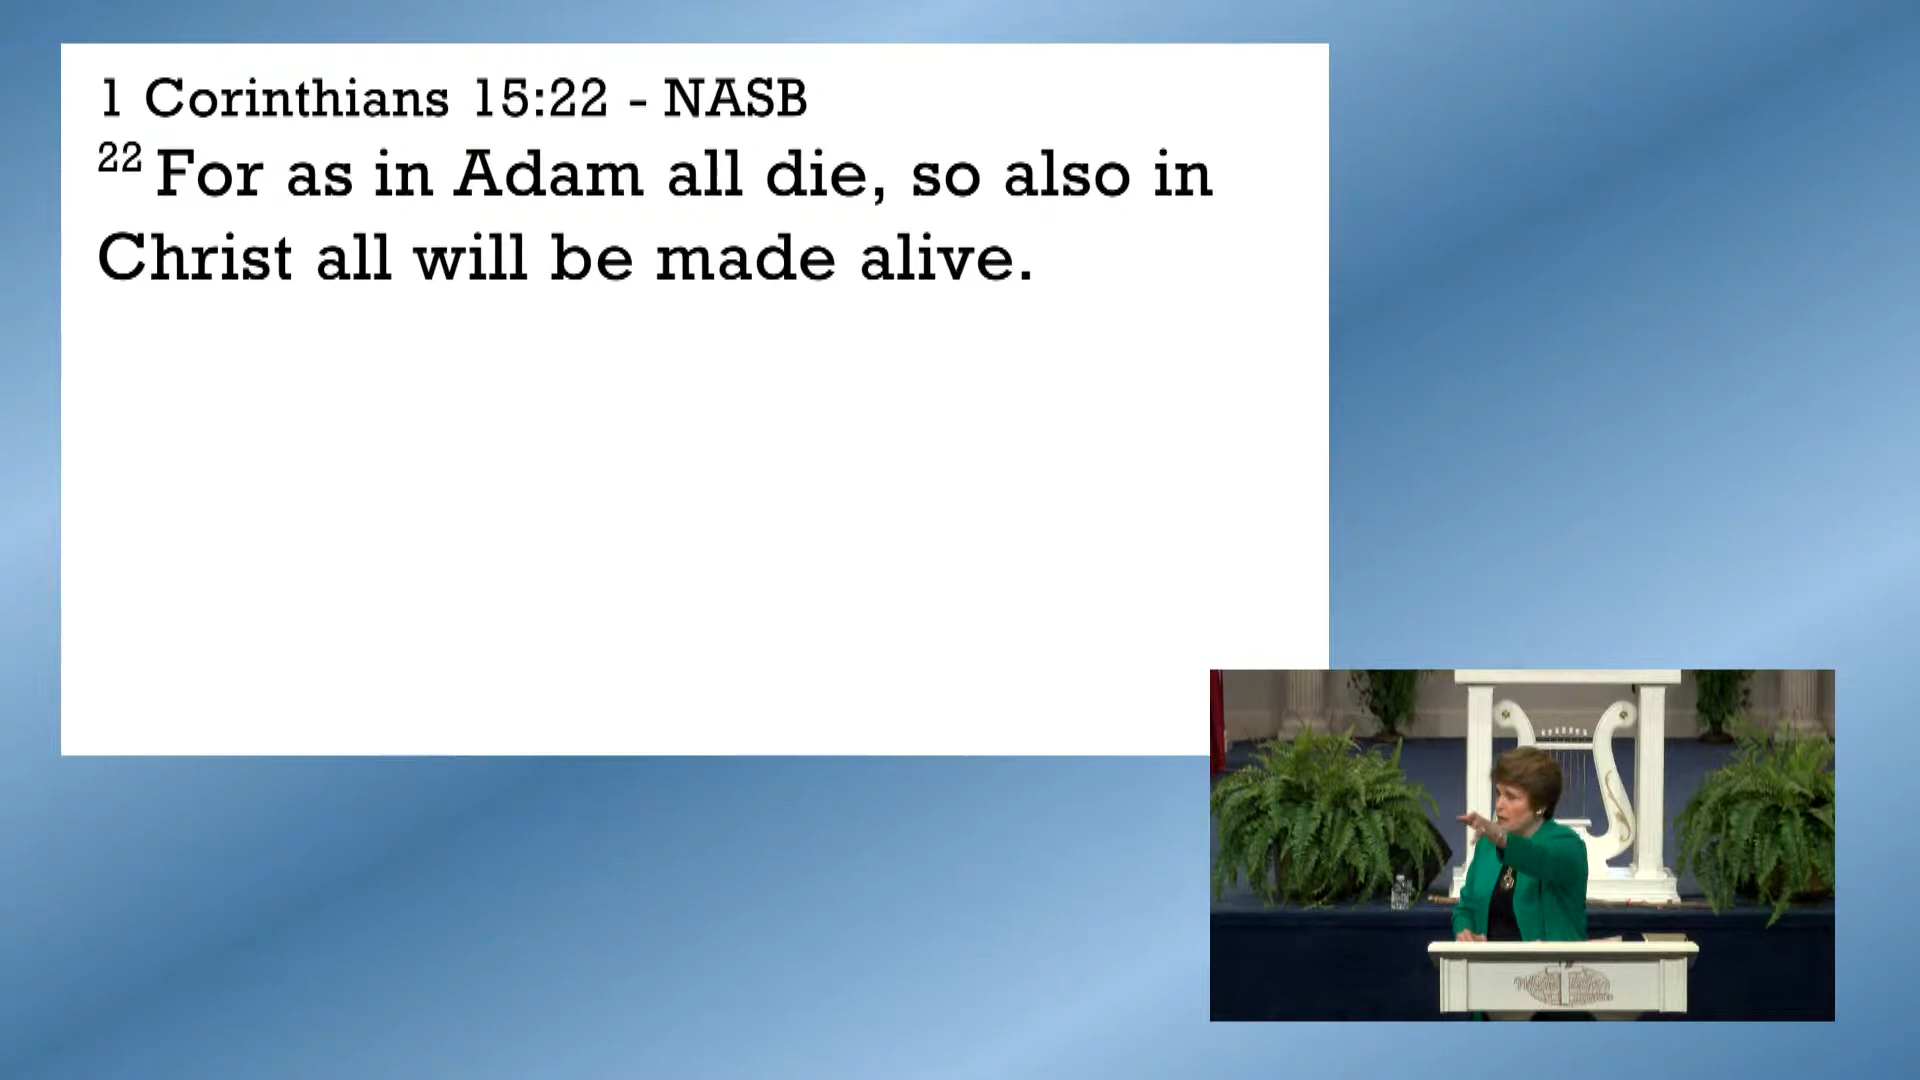 1 Corinthians 15:22 - NASB
22 For as in Adam all die, so also in
Christ all will be made alive.